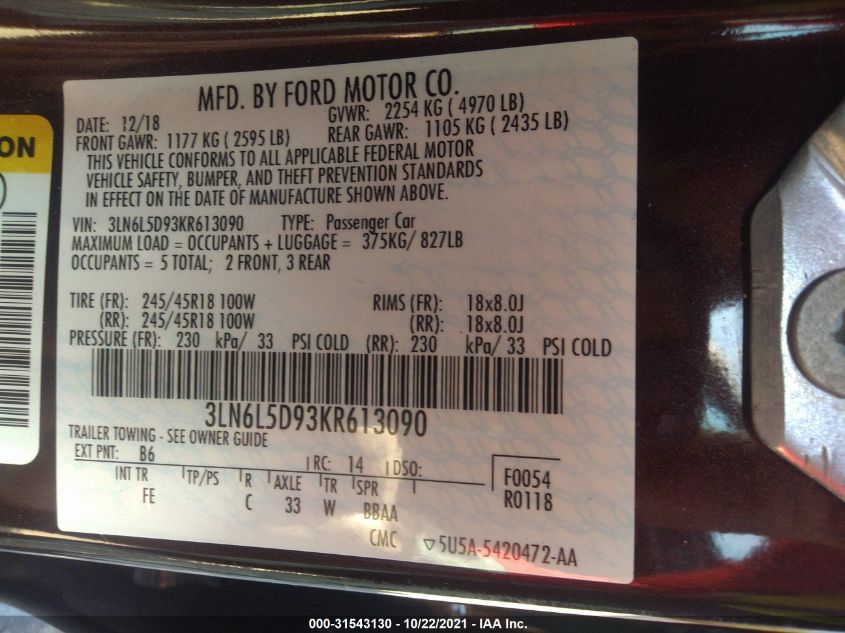 MFD. BY FORD MOTOR CO.
DATE: 12/18 GVWR: 2254 KG ( 4970 LB)
FRONT GAWR: 1177 KG ( 2595 LB) REAR GAWR: 1105 KG ( 2435 LB)
THIS VEHICLE CONFORMS TO ALL APPLICABLE FEDERAL MOTOR
VEHICLE SAFETY, BUMPER, AND THEFT PREVENTION STANDARDS
IN EFFECT ON THE DATE OF MANUFACTURE SHOWN ABOVE.
VIN: 3LN6L5D93KR613090 TYPE: Passenger Car
MAXIMUM LOAD = OCCUPANTS + LUGGAGE = 375KG/ 827LB
OCCUPANTS = 5 TOTAL; 2 FRONT, 3 REAR
TIRE (FR): 245/45R18 100W RIMS (FR): 18x8.0J
(RR): 245/45R18 100W (RR): 18x8.0J
PRESSURE (FR): 230 kPa/ 33 PSI COLD (RR): 230 kPa/ 33 PSI COLD
3LN6L5D93KR613090
TRAILER TOWING - SEE OWNER GUIDE
EXT PNT: B6 RC: 14 DSO: F0054
INT TR TP/PS R AXLE TR SPR R0118
FE C 33 W BBAA
CMC ▽5U5A-5420472-AA
ON
000-31543130 - 10/22/2021 - IAA Inc.